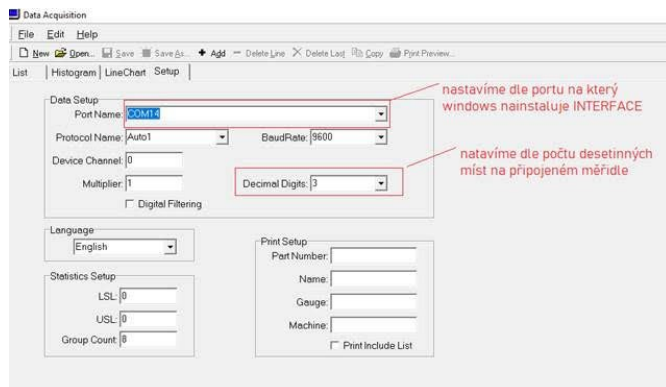 Data Acquisition
File Edit Help
New Open... Save Save As... Add Delete Line Delete Last Copy Print Preview...
List Histogram LineChart Setup
nastavíme dle portu na který
windows nainstaluje INTERFACE
Data Setup
Port Name: COM14
Protocol Name: Auto1 BaudRate: 9600
natavíme dle počtu desetinných
míst na připojeném měřidle
Device Channel: 0
Multiplier: 1 Decimal Digits: 3
Digital Filtering
Language
English
Print Setup
Part Number:
Statistics Setup
Name:
LSL: 0
Gauge:
USL: 0
Machine:
Group Count: 8
Print Include List